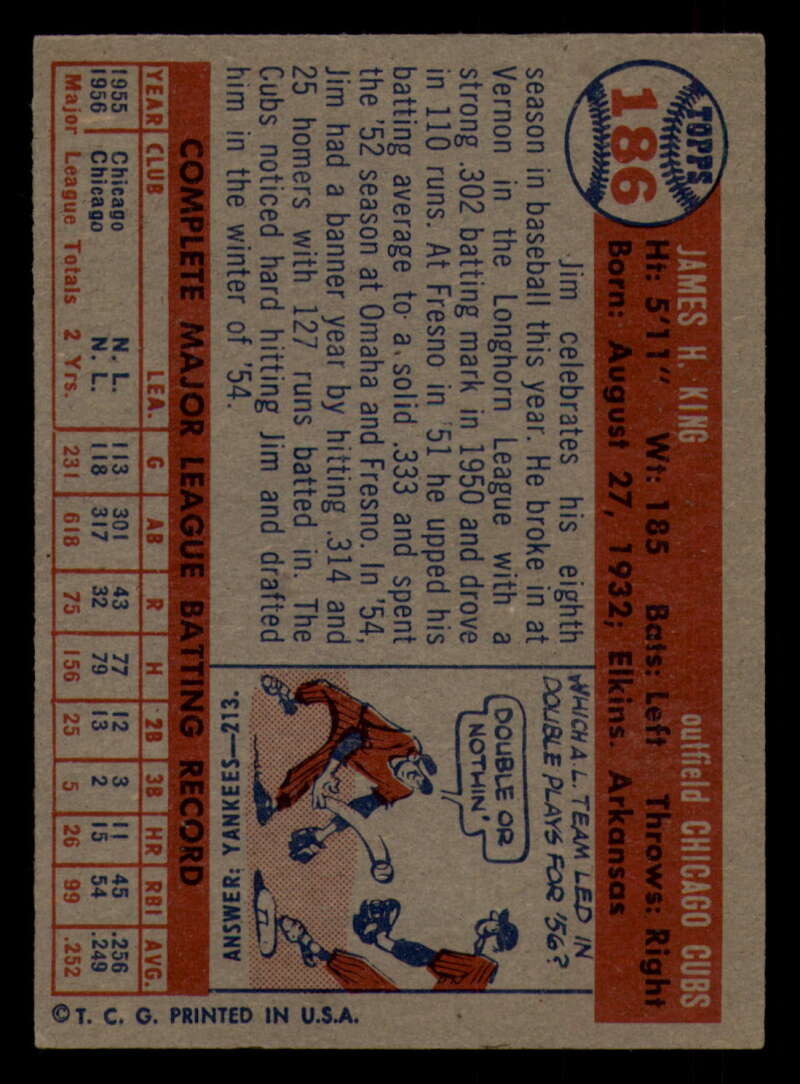 TOPPS
186
JAMES H. KING outfield CHICAGO CUBS
Ht: 5'11" Wt: 185 Bats: Left Throws: Right
Born: August 27, 1932; Elkins. Arkansas
Jim celebrates his eighth
season in baseball this year. He broke in at
Vernon in the Longhorn League with a
strong .302 batting mark in 1950 and drove
in 110 runs. At Fresno in '51 he upped his
batting average to a solid .333 and spent
the '52 season at Omaha and Fresno. In '54,
Jim had a banner year by hitting .314 and
25 homers with 127 runs batted in. The
Cubs noticed hard hitting Jim and drafted
him in the winter of '54.
WHICH A.L. TEAM LED IN
DOUBLE PLAYS FOR '56?
DOUBLE OR
NOTHIN'
ANSWER: YANKEES—213.
COMPLETE MAJOR LEAGUE BATTING RECORD
YEAR CLUB LEA. G AB R H 2B 3B HR RBI AVG.
1955 Chicago N. L. 113 301 43 77 12 3 11 45 .256
1956 Chicago N. L. 118 317 32 79 13 2 15 54 .249
Major League Totals 2 Yrs. 231 618 75 156 25 5 26 99 .252
© T. C. G. PRINTED IN U.S.A.